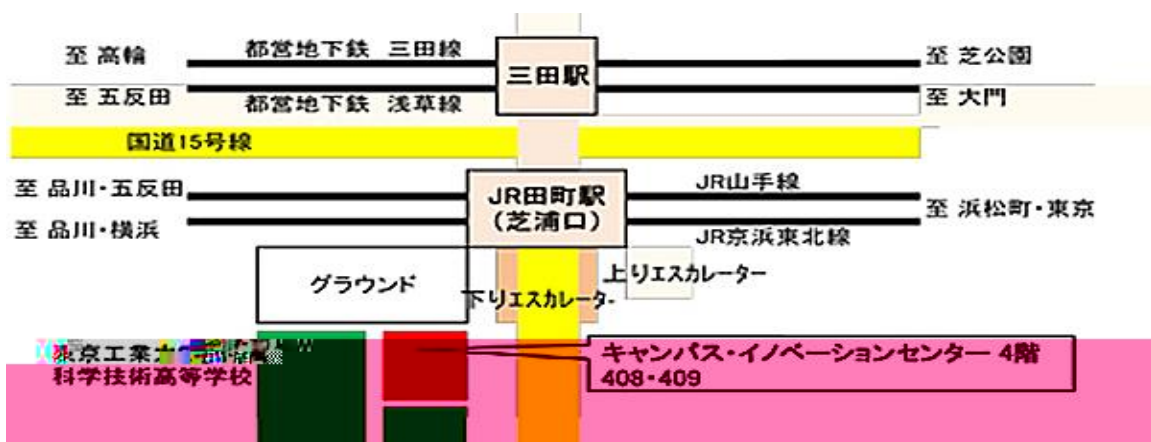 至 高輪
都営地下鉄 三田線
三田駅
至 芝公園
至 五反田
都営地下鉄 浅草線
至 大門
国道15号線
至 品川・五反田
JR田町駅
(芝浦口)
JR山手線
至 浜松町・東京
至 品川・横浜
JR京浜東北線
グラウンド
下りエスカレーター
上りエスカレーター
東京工業大学
科学技術高等学校
キャンパス・イノベーションセンター 4階
408・409